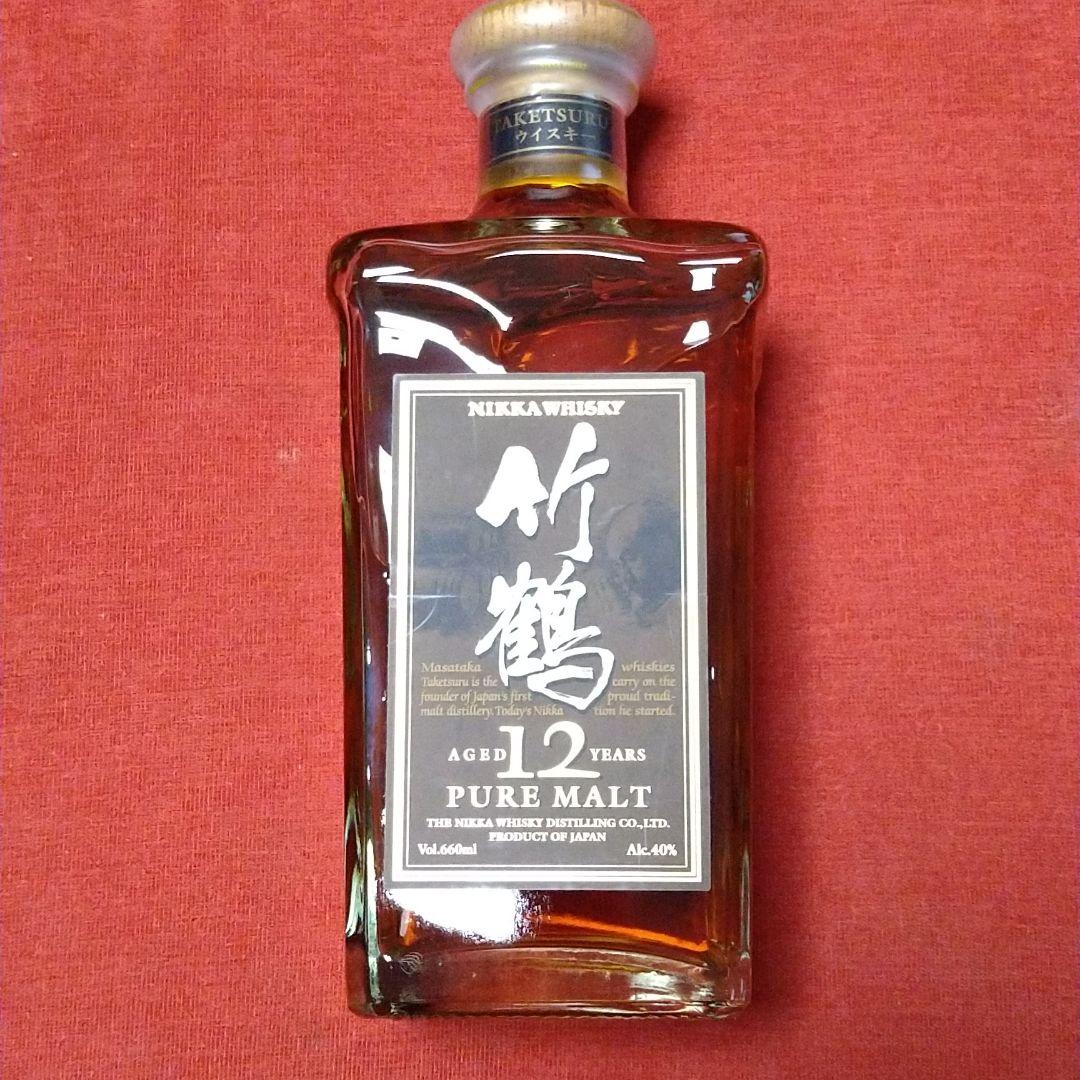 TAKETSURU
ウイスキー
NIKKA WHISKY
竹
鶴
Masataka whiskies
Taketsuru is the carry on the
founder of Japan's first proud tradi-
malt distillery. Today's Nikka tion he started.
AGED 12 YEARS
PURE MALT
THE NIKKA WHISKY DISTILLING CO.,LTD.
PRODUCT OF JAPAN
Vol.660ml Alc.40%